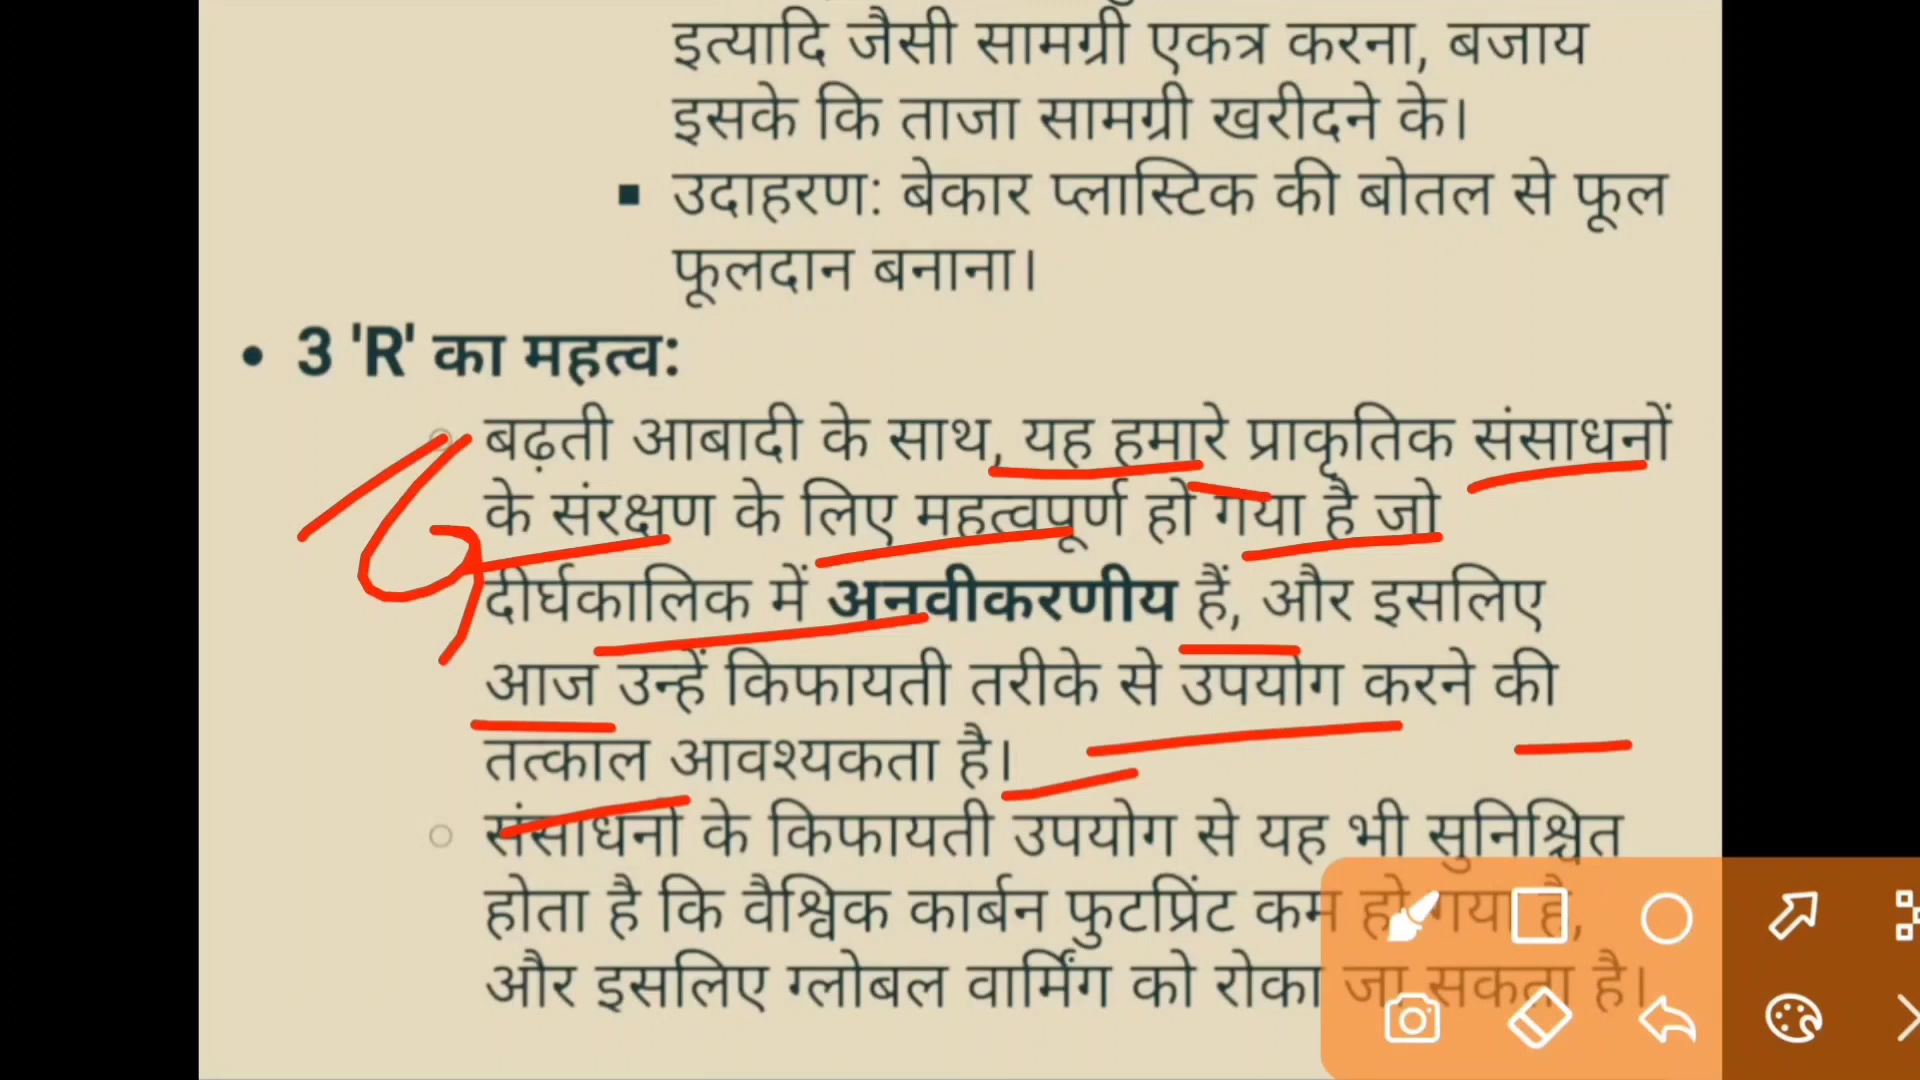 इत्यादि जैसी सामग्री एकत्र करना, बजाय
इसके कि ताजा सामग्री खरीदने के।
▪ उदाहरण: बेकार प्लास्टिक की बोतल से फूल
फूलदान बनाना।
• 3 'R' का महत्व:
○ बढ़ती आबादी के साथ, यह हमारे प्राकृतिक संसाधनों
के संरक्षण के लिए महत्वपूर्ण हो गया है जो
दीर्घकालिक में अनवीकरणीय हैं, और इसलिए
आज उन्हें किफायती तरीके से उपयोग करने की
तत्काल आवश्यकता है।
○ संसाधनों के किफायती उपयोग से यह भी सुनिश्चित
होता है कि वैश्विक कार्बन फुटप्रिंट कम हो गया है,
और इसलिए ग्लोबल वार्मिंग को रोका जा सकता है।